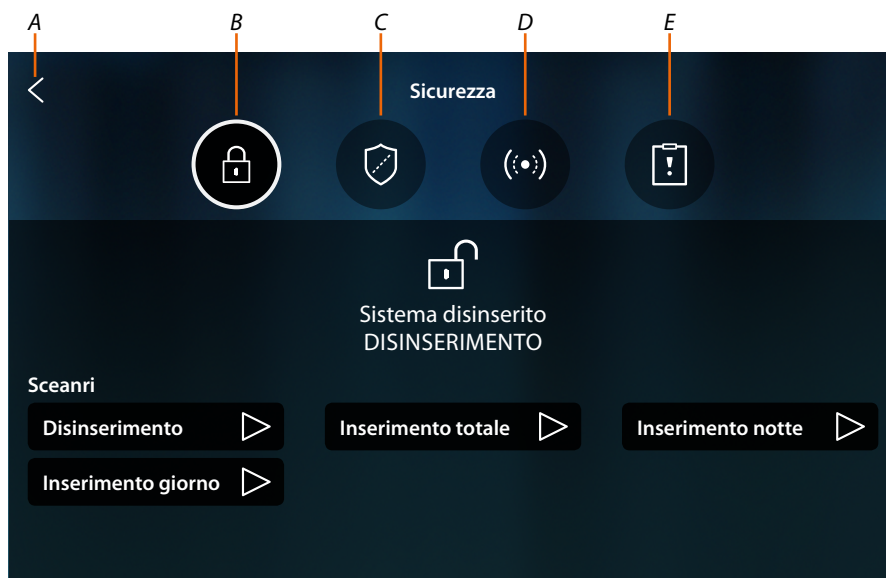 A B C D E
Sicurezza
Sistema disinserito
DISINSERIMENTO
Sceanri
Disinserimento
Inserimento totale
Inserimento notte
Inserimento giorno